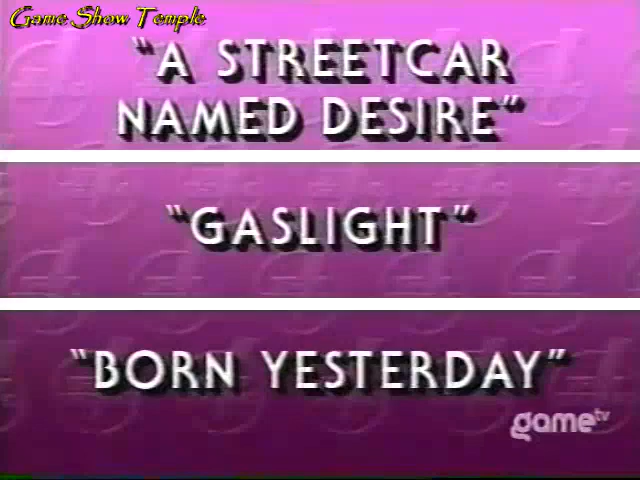 Game Show Temple
"A STREETCAR
NAMED DESIRE"
"GASLIGHT"
"BORN YESTERDAY"
gametv